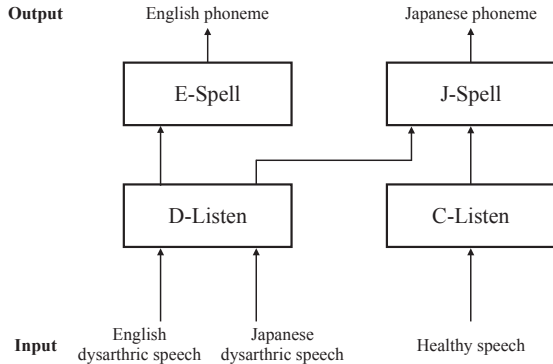 Output
English phoneme
Japanese phoneme
E-Spell
J-Spell
D-Listen
C-Listen
Input
English
dysarthric speech
Japanese
dysarthric speech
Healthy speech